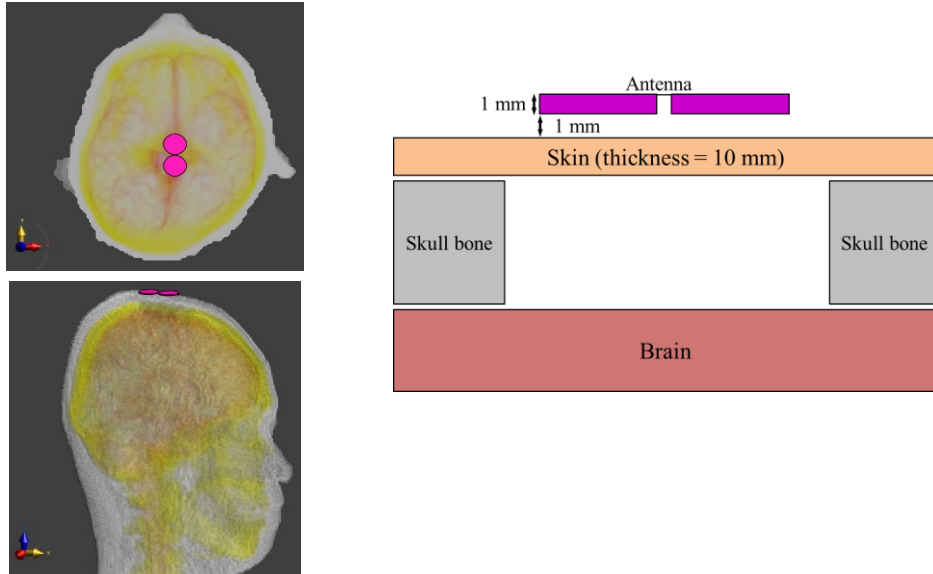 Antenna
1 mm
1 mm
Skin (thickness = 10 mm)
Skull bone
Skull bone
Brain